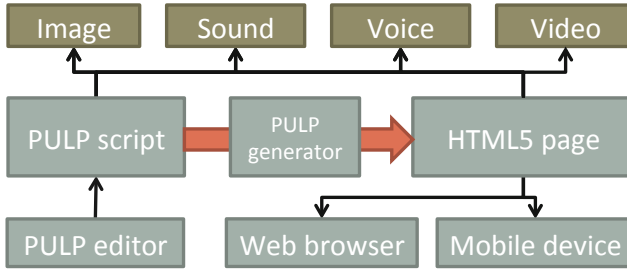 Image
Sound
Voice
Video
PULP script
PULP
generator
HTML5 page
PULP editor
Web browser
Mobile device